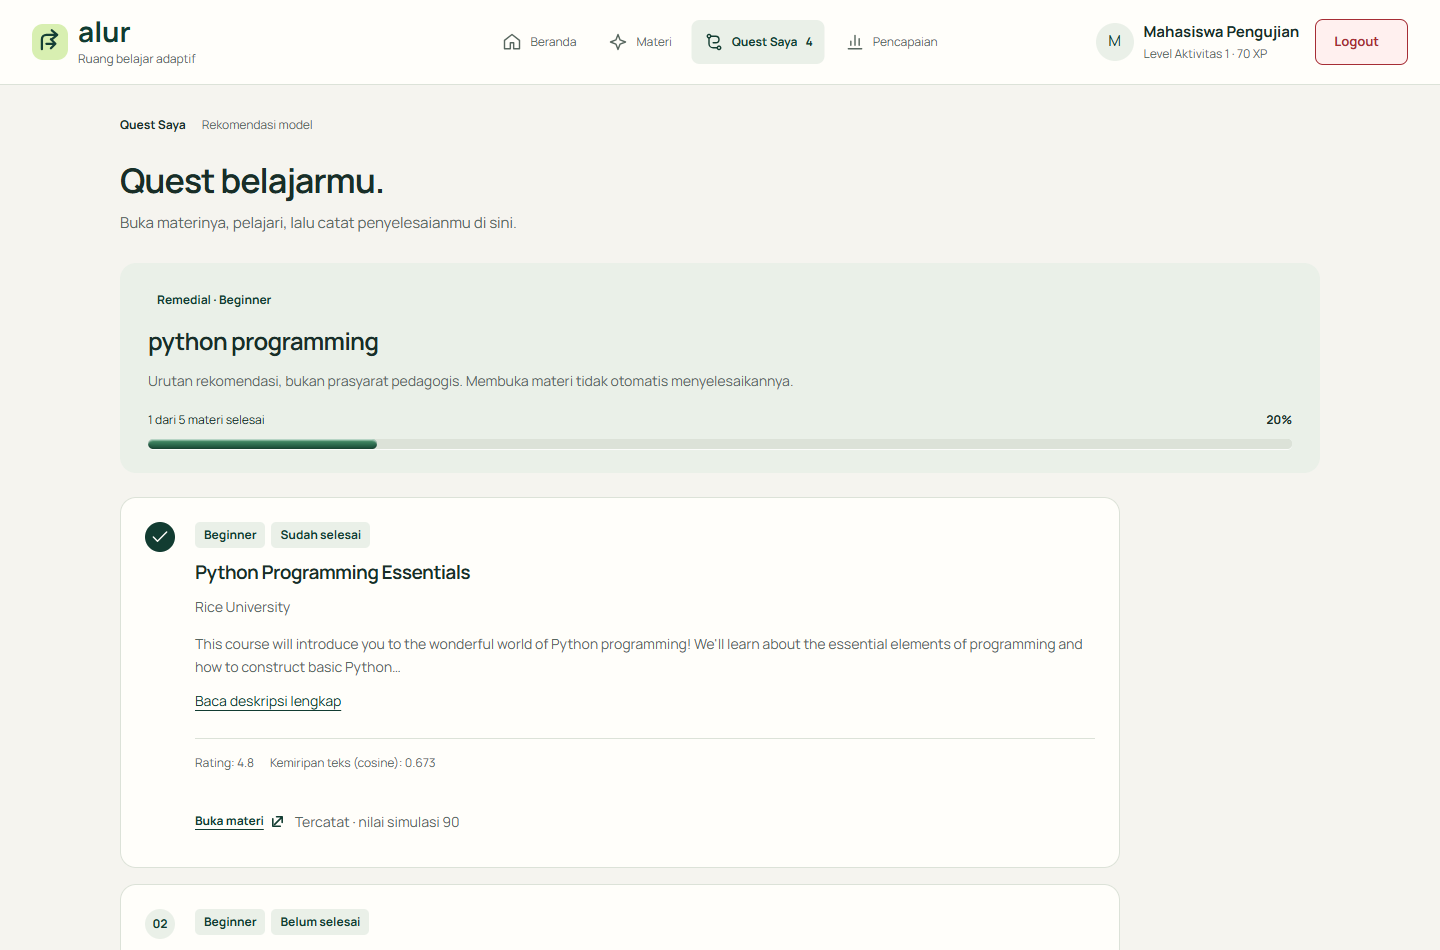 alur
Ruang belajar adaptif
Beranda
Materi
Quest Saya 4
Pencapaian
M
Mahasiswa Pengujian
Level Aktivitas 1 · 70 XP
Logout
Quest Saya
Rekomendasi model
Quest belajarmu.
Buka materinya, pelajari, lalu catat penyelesaianmu di sini.
Remedial · Beginner
python programming
Urutan rekomendasi, bukan prasyarat pedagogis. Membuka materi tidak otomatis menyelesaikannya.
1 dari 5 materi selesai
20%
Beginner
Sudah selesai
Python Programming Essentials
Rice University
This course will introduce you to the wonderful world of Python programming! We'll learn about the essential elements of programming and
how to construct basic Python…
Baca deskripsi lengkap
Rating: 4.8
Kemiripan teks (cosine): 0.673
Buka materi
Tercatat · nilai simulasi 90
02
Beginner
Belum selesai